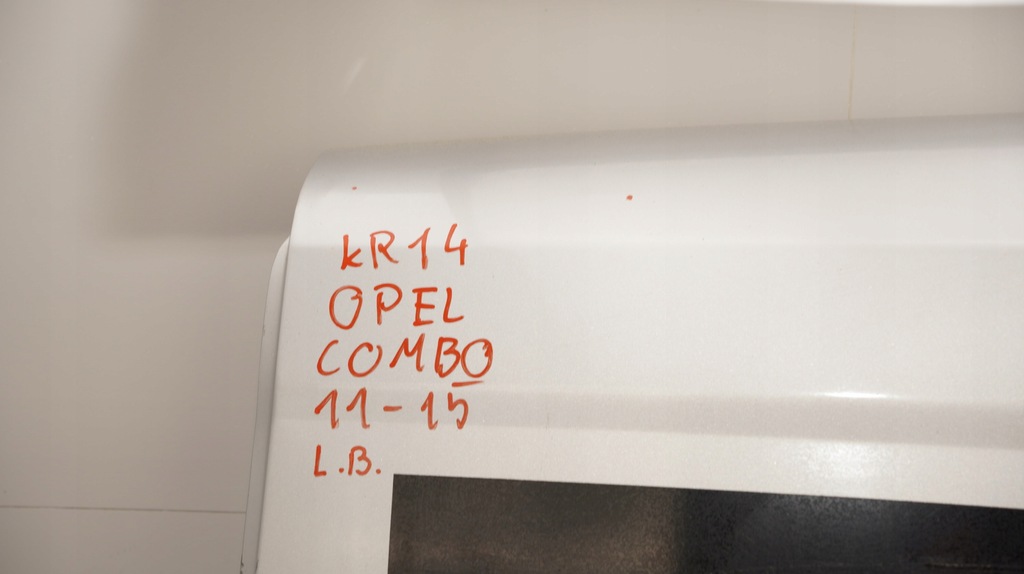 kR14
OPEL
COMBO
11-15
L.B.